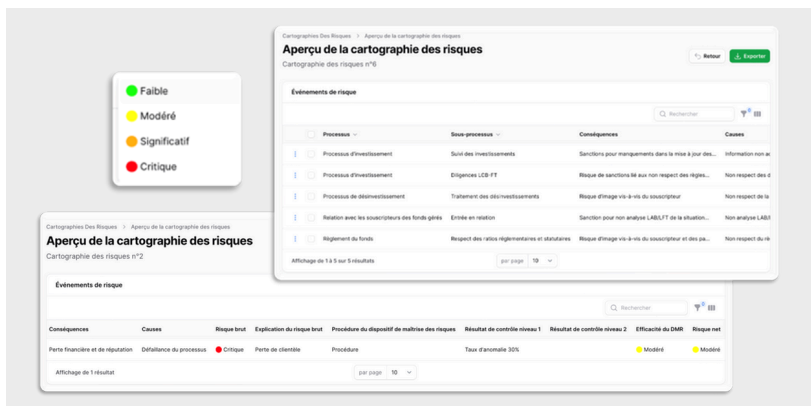 Cartographies Des Risques > Aperçu de la cartographie des risques
Aperçu de la cartographie des risques
Cartographie des risques n°6
Retour
Exporter
Événements de risque
Rechercher
Processus Sous-processus Conséquences Causes
Processus d'investissement Suivi des investissements Sanctions pour manquements dans la mise à jour des... Information non ac
Processus d'investissement Diligences LCB-FT Risque de sanctions lié aux non respect des règles... Non respect des d
Processus de désinvestissement Traitement des désinvestissements Risque d'image vis-à-vis du souscripteur Non respect de la
Relation avec les souscripteurs des fonds gérés Entrée en relation Sanction pour non analyse LAB/LFT de la situation... Non analyse LAB/
Règlement du fonds Respect des ratios réglementaires et statutaires Risque d'image vis-à-vis du souscripteur et des pa... Non respect du rè
Affichage de 1 à 5 sur 5 résultats
par page 10
Faible
Modéré
Significatif
Critique
Cartographies Des Risques > Aperçu de la cartographie des risques
Aperçu de la cartographie des risques
Cartographie des risques n°2
Événements de risque
Rechercher
Conséquences Causes Risque brut Explication du risque brut Procédure du dispositif de maîtrise des risques Résultat de contrôle niveau 1 Résultat de contrôle niveau 2 Efficacité du DMR Risque net
Perte financière et de réputation Défaillance du processus Critique Perte de clientèle Procédure Taux d'anomalie 30% Modéré Modéré
Affichage de 1 résultat
par page 10